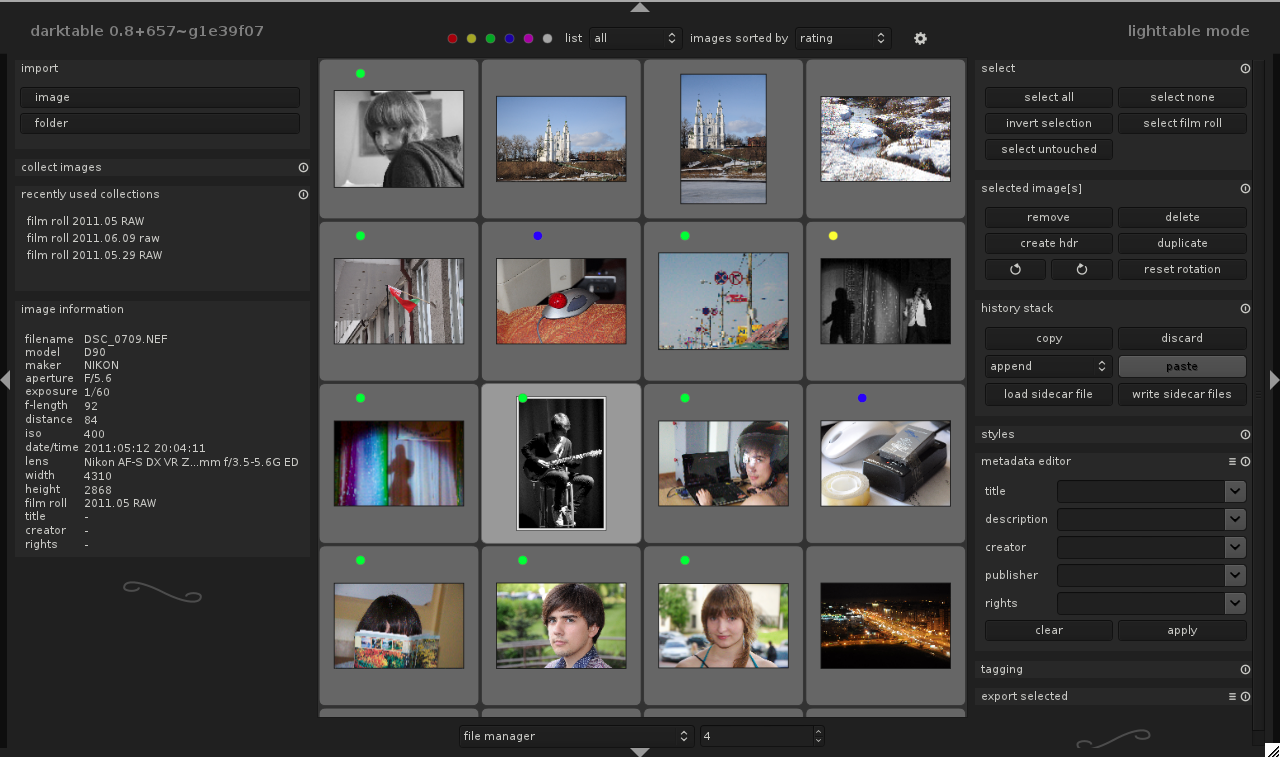 darktable 0.8+657~g1e39f07
list all images sorted by rating
lighttable mode
import
image
folder
collect images
recently used collections
film roll 2011.05 RAW
film roll 2011.06.09 raw
film roll 2011.05.29 RAW
image information
filename DSC_0709.NEF
model D90
maker NIKON
aperture F/5.6
exposure 1/60
f-length 92
distance 84
iso 400
date/time 2011:05:12 20:04:11
lens Nikon AF-S DX VR Z...mm f/3.5-5.6G ED
width 4310
height 2868
film roll 2011.05 RAW
title -
creator -
rights -
file manager 4
select
select all select none
invert selection select film roll
select untouched
selected image[s]
remove delete
create hdr duplicate
reset rotation
history stack
copy discard
append paste
load sidecar file write sidecar files
styles
metadata editor
title
description
creator
publisher
rights
clear apply
tagging
export selected